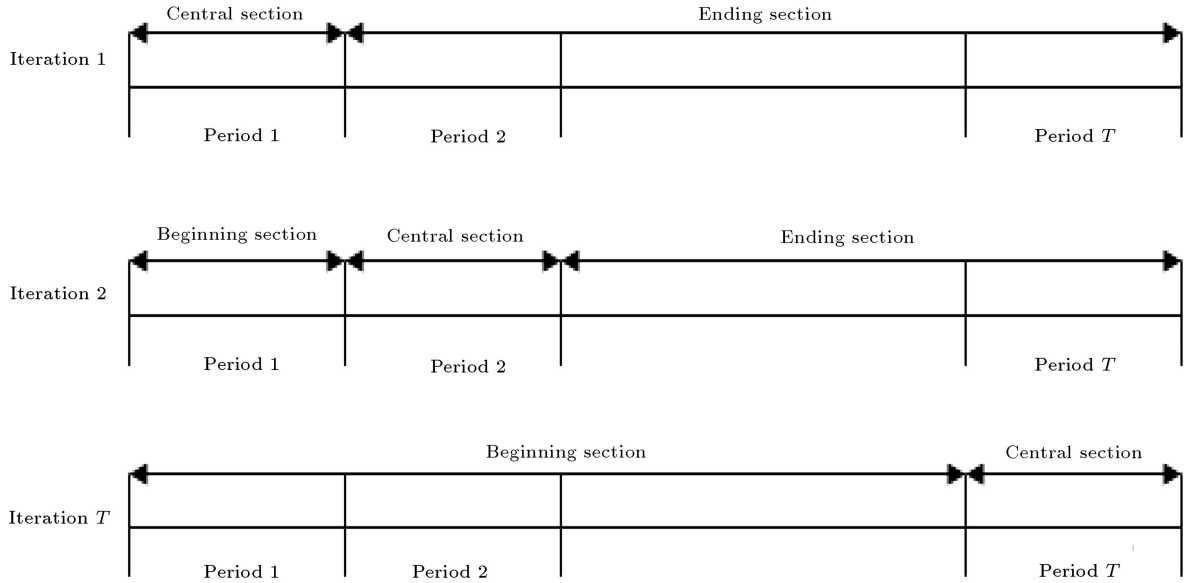 Central section Ending section
Iteration 1
Period 1 Period 2 Period T
Beginning section Central section Ending section
Iteration 2
Period 1 Period 2 Period T
Beginning section Central section
Iteration T
Period 1 Period 2 Period T